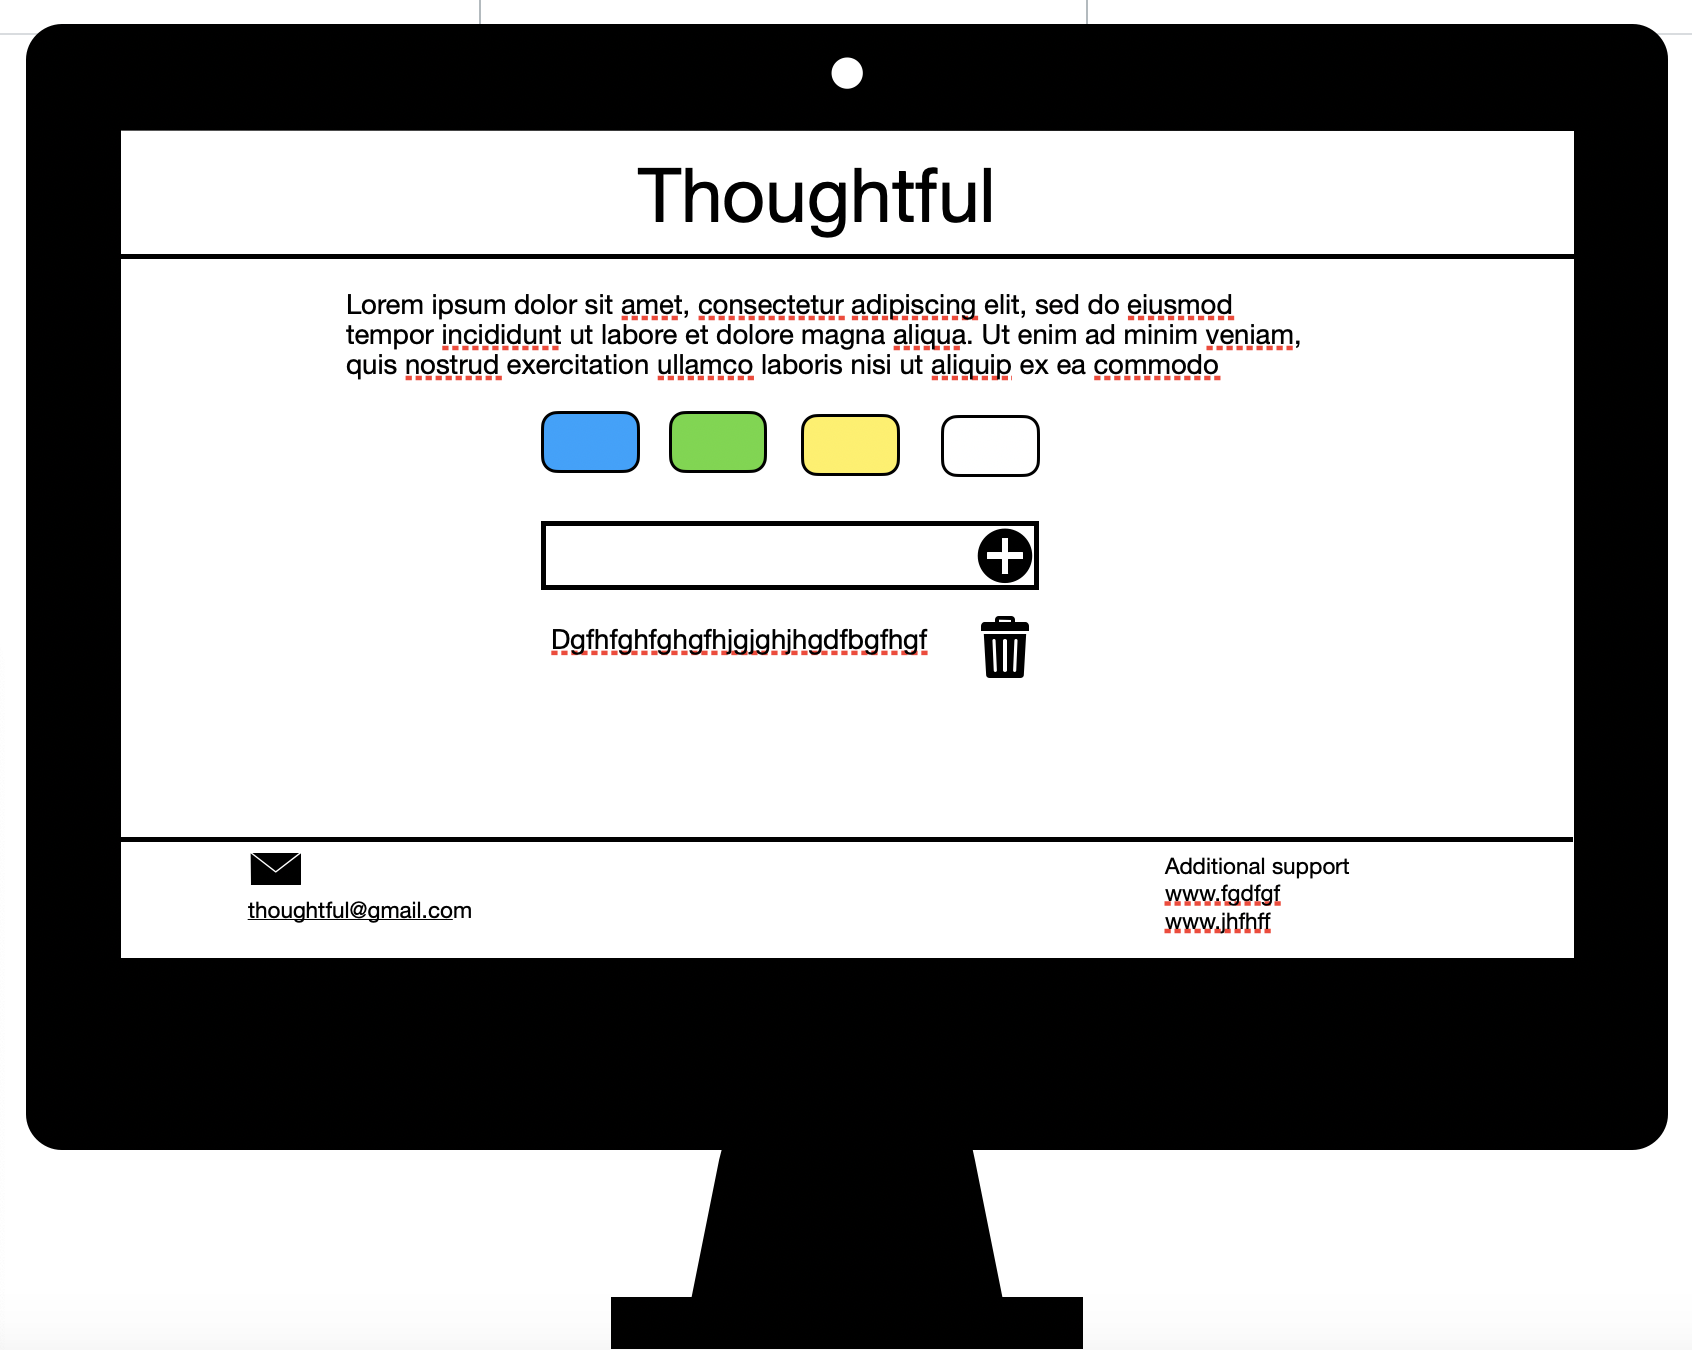 Thoughtful
Lorem ipsum dolor sit amet, consectetur adipiscing elit, sed do eiusmod
tempor incididunt ut labore et dolore magna aliqua. Ut enim ad minim veniam,
quis nostrud exercitation ullamco laboris nisi ut aliquip ex ea commodo
Dgfhfghfghgfhjgjghjhgdfbgfhgf
thoughtful@gmail.com
Additional support
www.fgdfgf
www.jhfhff